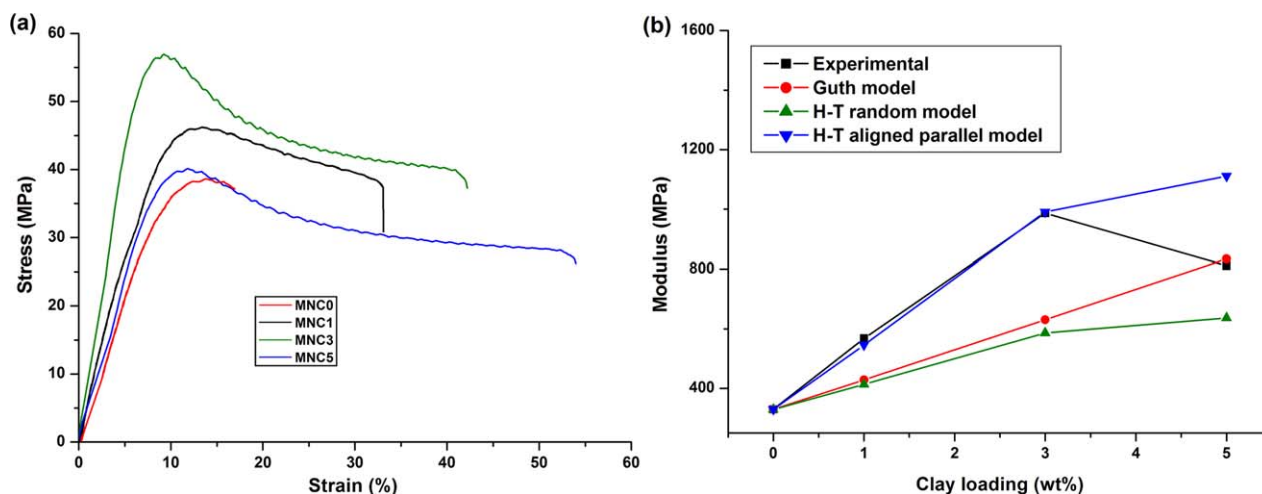 (a)
60
50
40
30
20
10
0
Stress (MPa)
MNC0
MNC1
MNC3
MNC5
0 10 20 30 40 50 60
Strain (%)
(b)
1600
1200
800
400
Modulus (MPa)
Experimental
Guth model
H-T random model
H-T aligned parallel model
0 1 2 3 4 5
Clay loading (wt%)